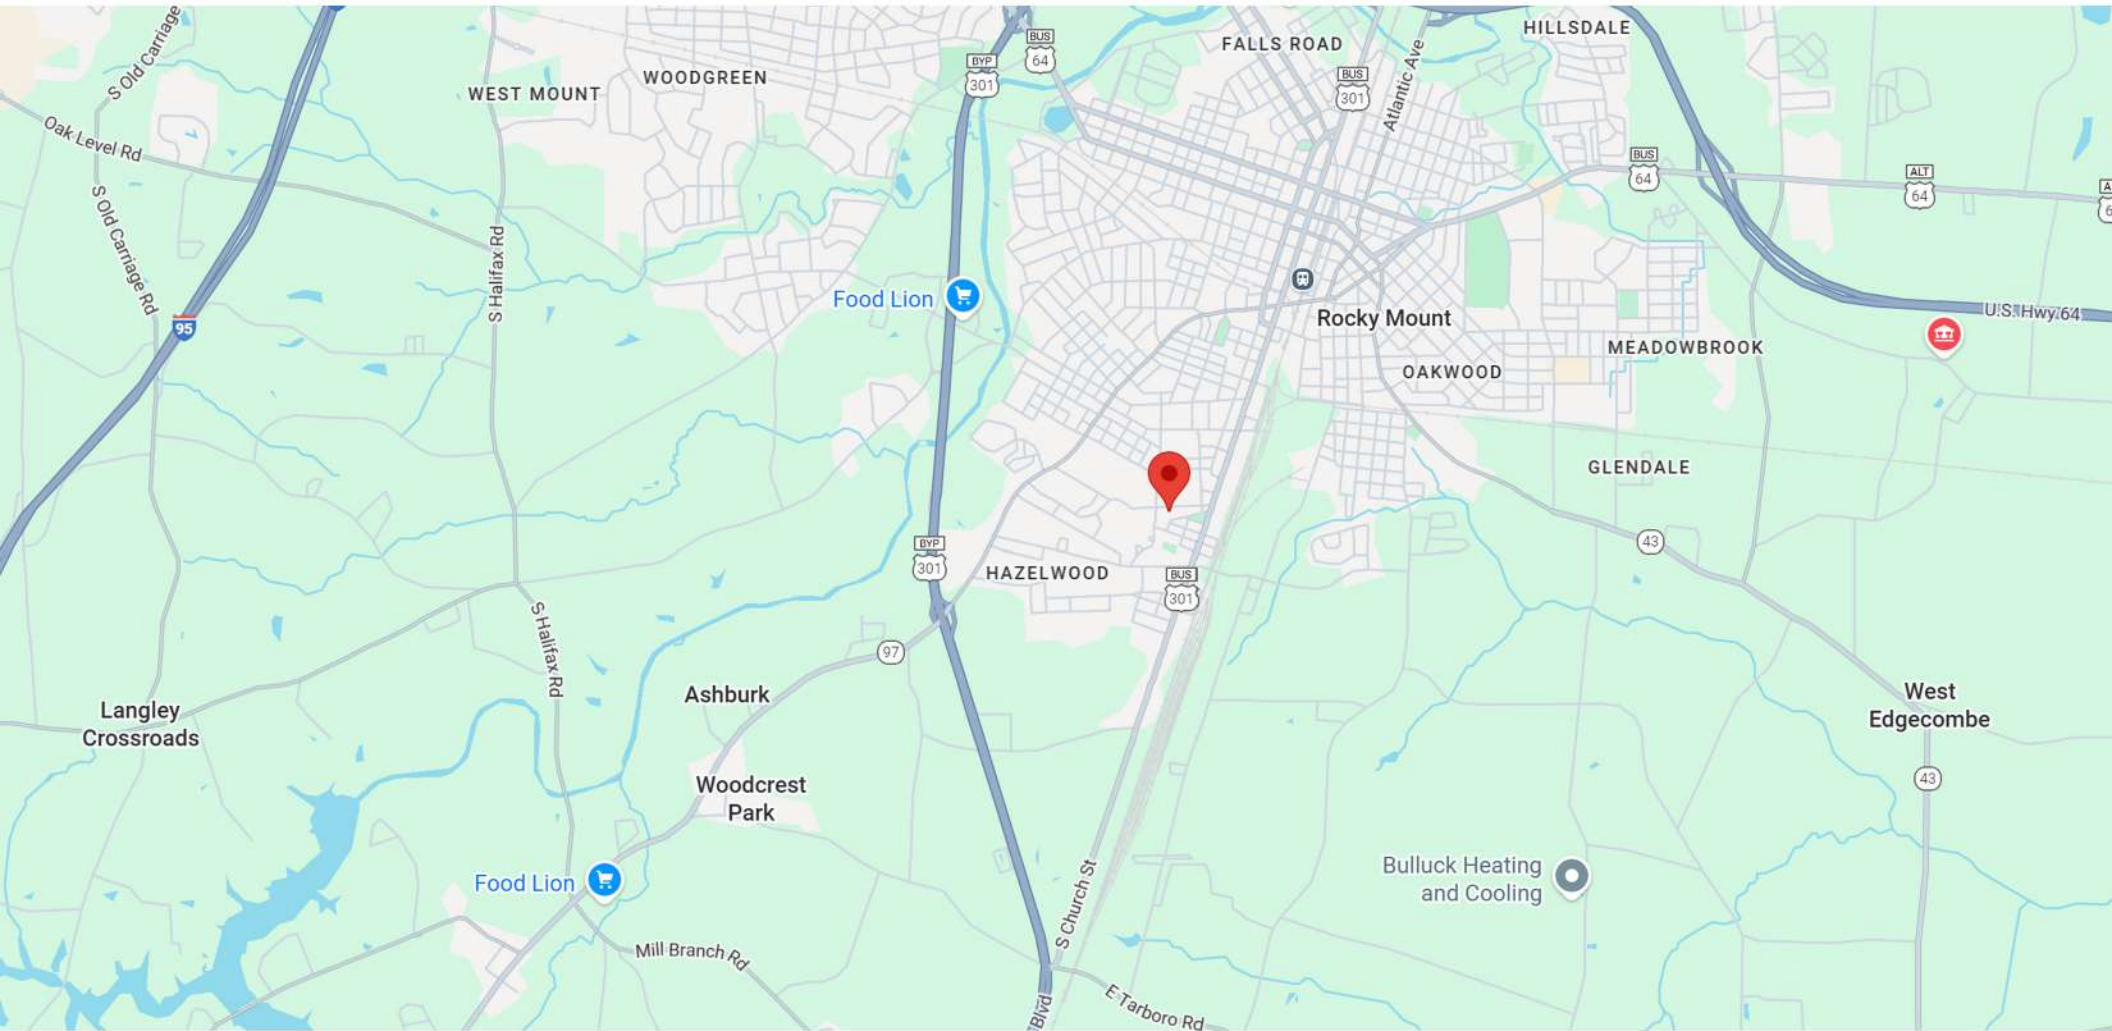 S Old Carriage
HILLSDALE
BUS
64
FALLS ROAD
BYP
301
WOODGREEN
WEST MOUNT
BUS
301
Atlantic Ave
Oak Level Rd
BUS
64
ALT
64
A
6
S Old Carriage Rd
S Halifax Rd
Food Lion
95
Rocky Mount
U.S. Hwy 64
MEADOWBROOK
OAKWOOD
GLENDALE
43
BYP
301
HAZELWOOD
BUS
301
S Halifax Rd
97
Ashburk
West
Edgecombe
Langley
Crossroads
Woodcrest
Park
43
Food Lion
Bulluck Heating
and Cooling
S Church St
Mill Branch Rd
E Tarboro Rd
Blvd